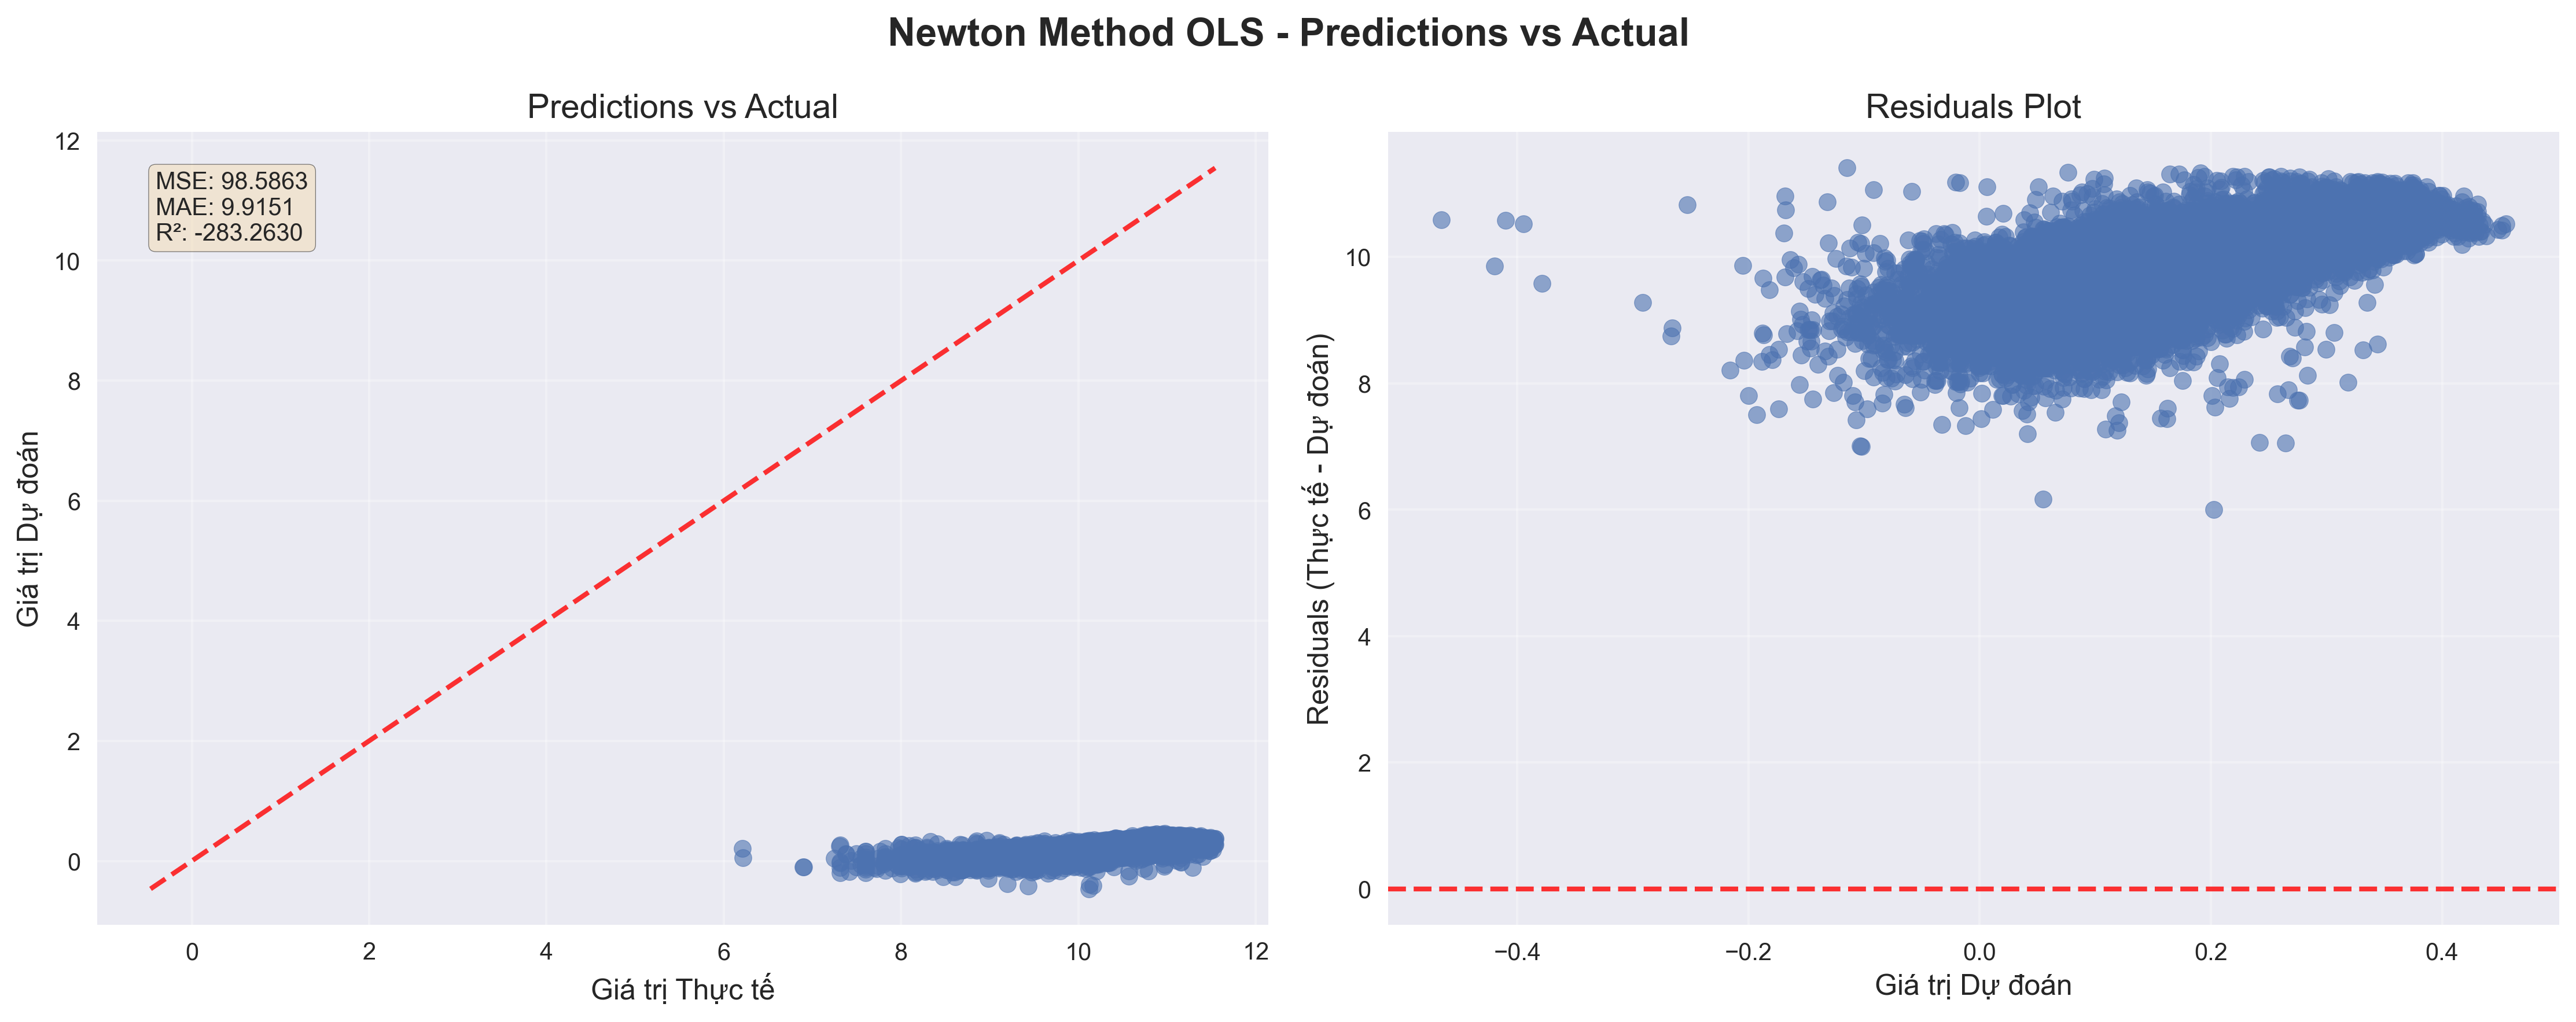 Newton Method OLS - Predictions vs Actual
Predictions vs Actual
MSE: 98.5863
MAE: 9.9151
R²: -283.2630
12
10
8
6
4
2
0
Giá trị Dự đoán
0 2 4 6 8 10 12
Giá trị Thực tế
Residuals Plot
10
8
6
4
2
0
Residuals (Thực tế - Dự đoán)
−0.4 −0.2 0.0 0.2 0.4
Giá trị Dự đoán